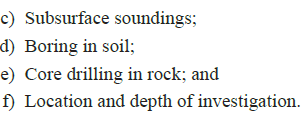 c) Subsurface soundings;
d) Boring in soil;
e) Core drilling in rock; and
f) Location and depth of investigation.